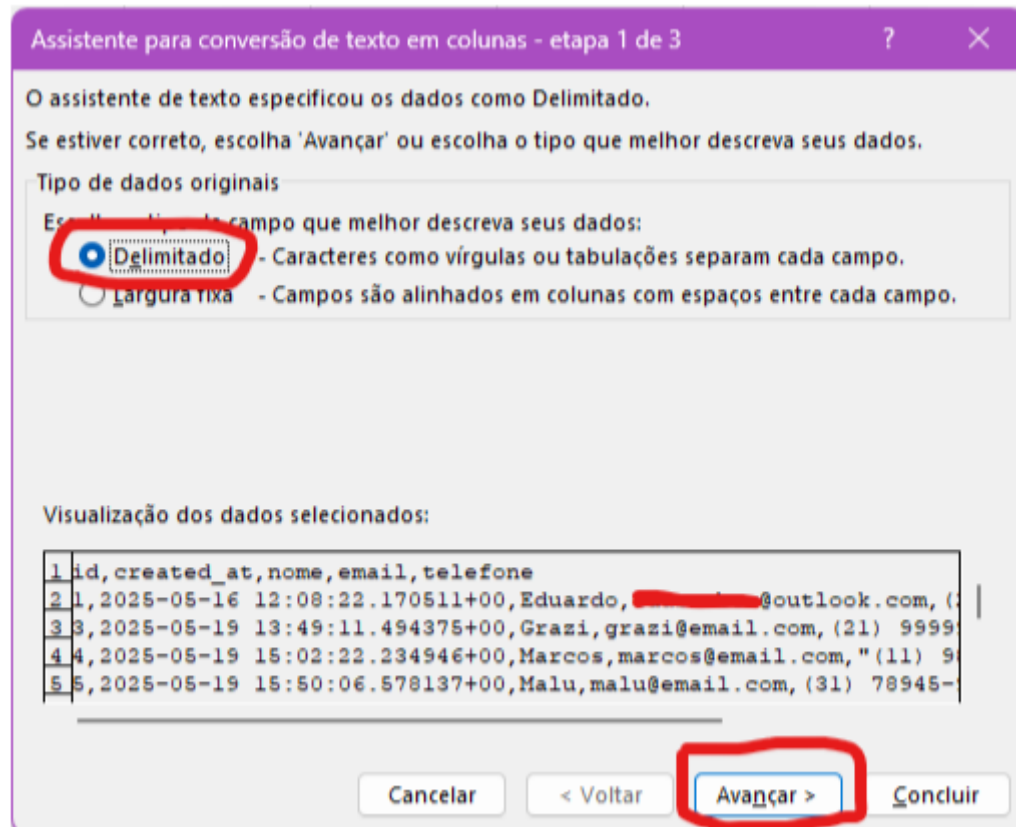 Assistente para conversão de texto em colunas - etapa 1 de 3 ?
O assistente de texto especificou os dados como Delimitado.
Se estiver correto, escolha 'Avançar' ou escolha o tipo que melhor descreva seus dados.
Tipo de dados originais
campo que melhor descreva seus dados:
Delimitado - Caracteres como vírgulas ou tabulações separam cada campo.
Largura fixa - Campos são alinhados em colunas com espaços entre cada campo.
Visualização dos dados selecionados:
1 id,created_at,nome,email,telefone
2 1,2025-05-16 12:08:22.170511+00,Eduardo, @outlook.com,(
3 3,2025-05-19 13:49:11.494375+00,Grazi,grazi@email.com,(21) 9999
4 4,2025-05-19 15:02:22.234946+00,Marcos,marcos@email.com,"(11) 9
5 5,2025-05-19 15:50:06.578137+00,Malu,malu@email.com,(31) 78945-
Cancelar < Voltar Avançar > Concluir